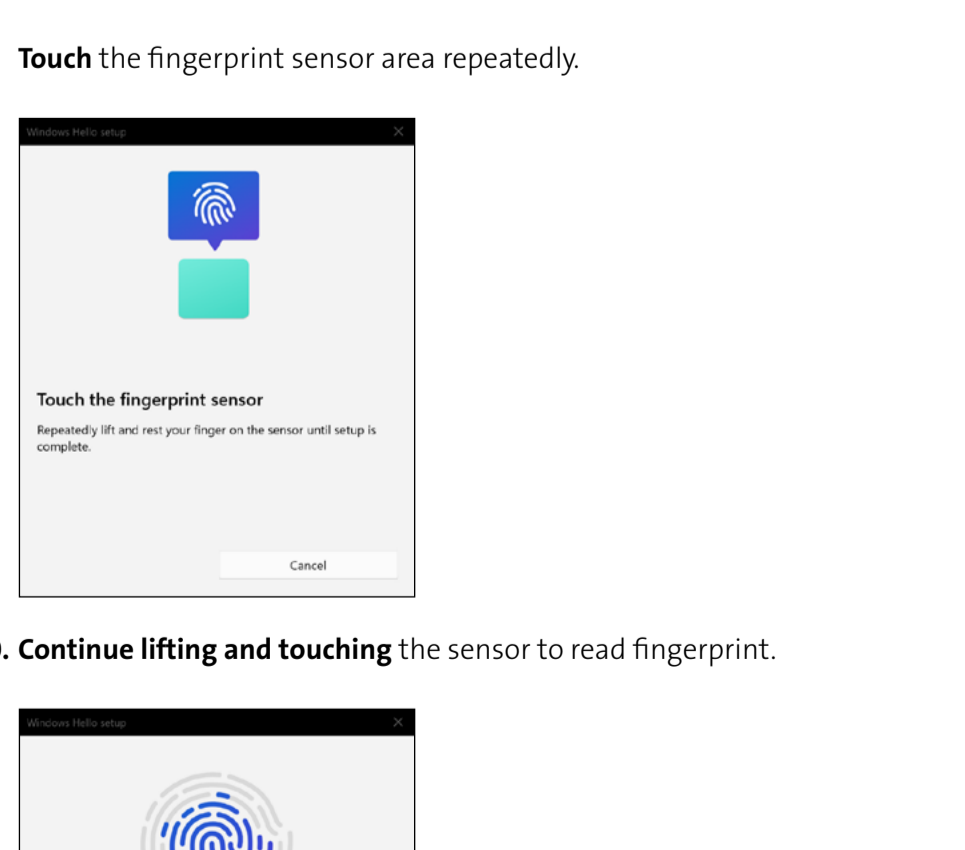 Touch the fingerprint sensor area repeatedly.
Windows Hello setup
Touch the fingerprint sensor
Repeatedly lift and rest your finger on the sensor until setup is
complete.
Cancel
. Continue lifting and touching the sensor to read fingerprint.
Windows Hello setup